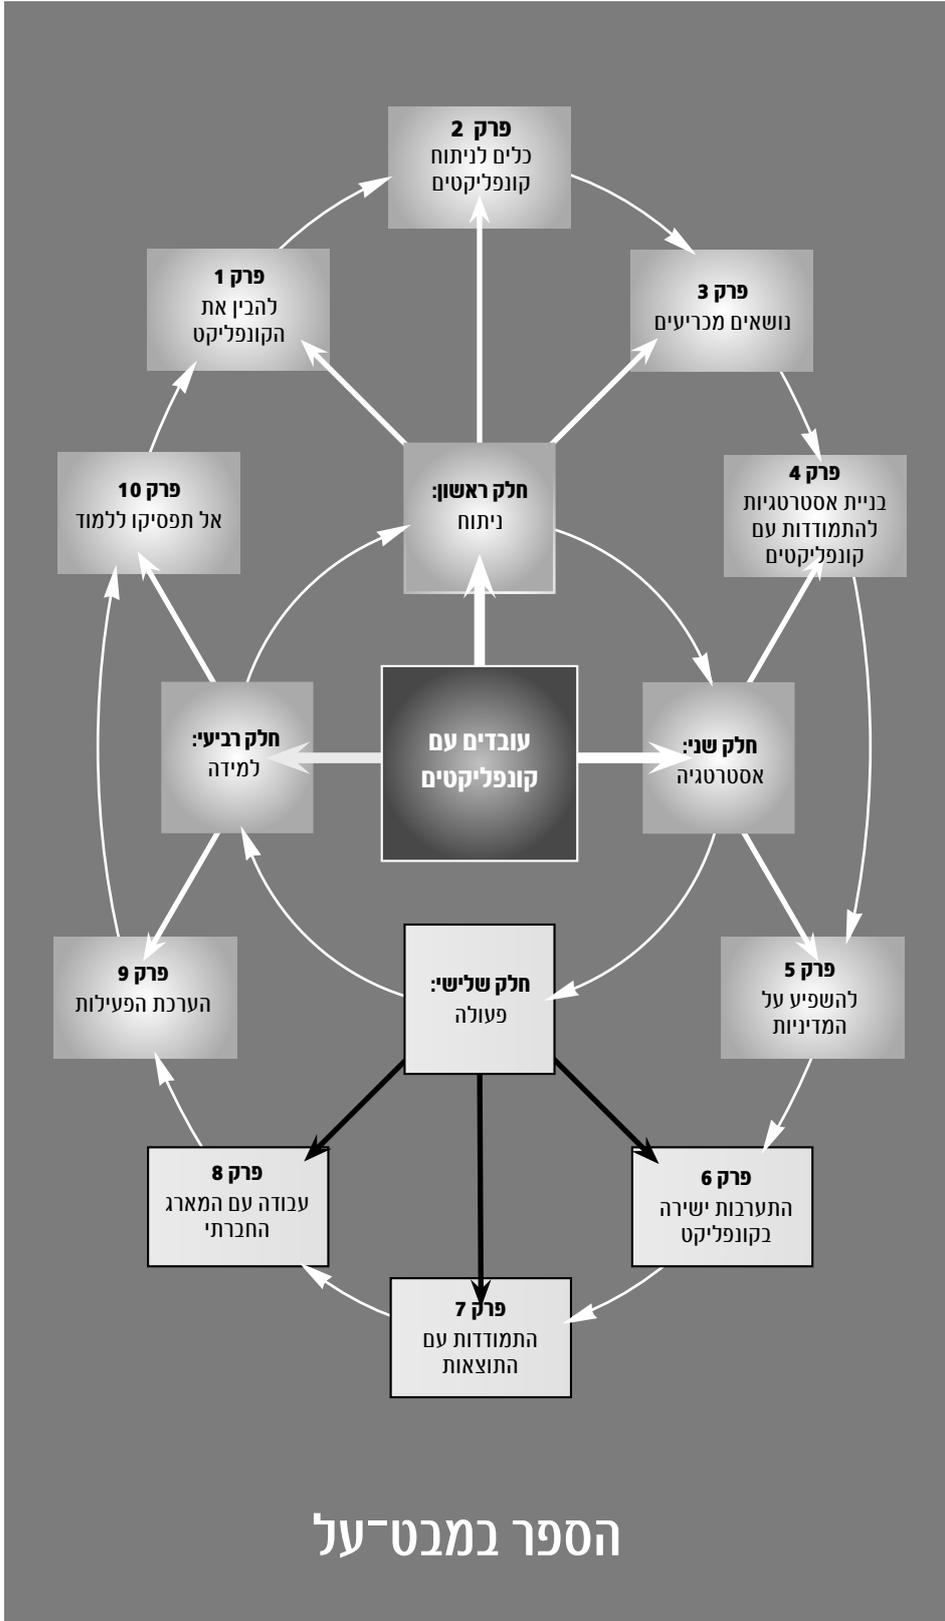 פרק 2
כלים לניתוח
קונפליקטים
פרק 1
להבין את
הקונפליקט
פרק 3
נושאים מכריעים
פרק 10
אל תפסיקו ללמוד
חלק ראשון:
ניתוח
פרק 4
בניית אסטרטגיות
להתמודדות עם
קונפליקטים
חלק רביעי:
למידה
עובדים עם
קונפליקטים
חלק שני:
אסטרטגיה
פרק 9
הערכת הפעילות
חלק שלישי:
פעולה
פרק 5
להשפיע על
המדיניות
פרק 8
עבודה עם המארג
החברתי
פרק 6
התערבות ישירה
בקונפליקט
פרק 7
התמודדות עם
התוצאות
הספר במבט־על